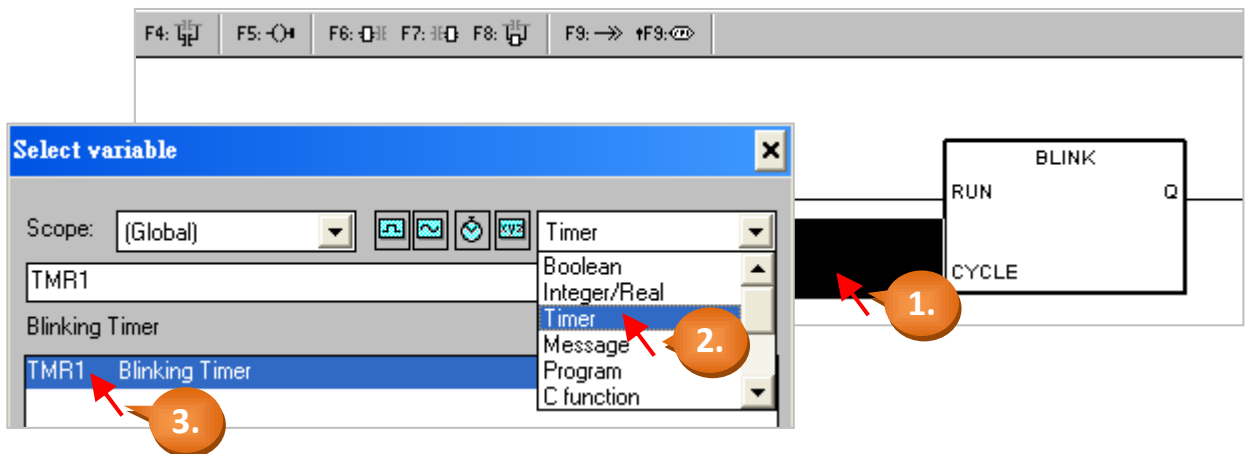 F4: F5: F6: F7: F8: F9: F9:
Select variable
BLINK
RUN Q
CYCLE
Scope: (Global) xyz Timer
TMR1
Boolean
Integer/Real
Timer
Message
Program
C function
Blinking Timer
TMR1 Blinking Timer
1.
2.
3.